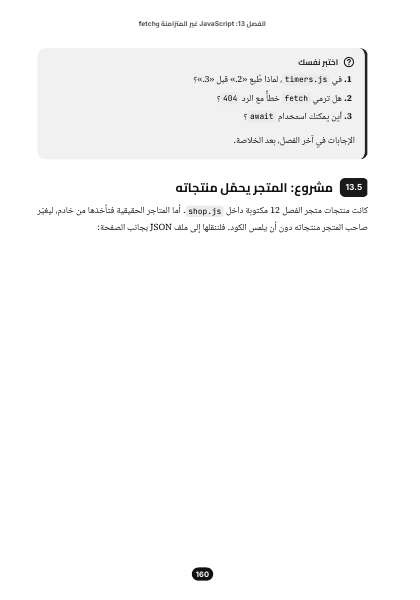 الفصل 13: JavaScript غير المتزامنة وfetch
اختبر نفسك
1. في timers.js، لماذا طُبع «2.» قبل «3.»؟
2. هل ترمي fetch خطأً مع الرد 404؟
3. أين يمكنك استخدام await؟
الإجابات في آخر الفصل، بعد الخلاصة.
13.5 مشروع: المتجر يحمّل منتجاته
كانت منتجات متجر الفصل 12 مكتوبة داخل shop.js. أما المتاجر الحقيقية فتأخذها من خادم، ليغيّر
صاحب المتجر منتجاته دون أن يلمس الكود. فلننقلها إلى ملف JSON بجانب الصفحة:
160